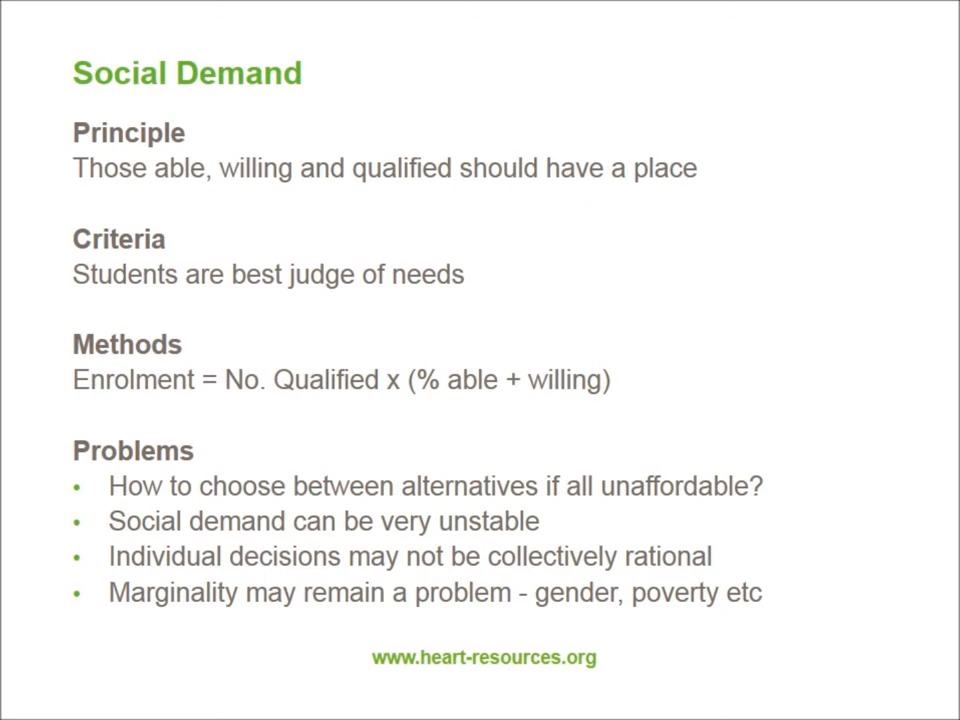 Social Demand
Principle
Those able, willing and qualified should have a place
Criteria
Students are best judge of needs
Methods
Enrolment = No. Qualified x (% able + willing)
Problems
• How to choose between alternatives if all unaffordable?
• Social demand can be very unstable
• Individual decisions may not be collectively rational
• Marginality may remain a problem - gender, poverty etc
www.heart-resources.org